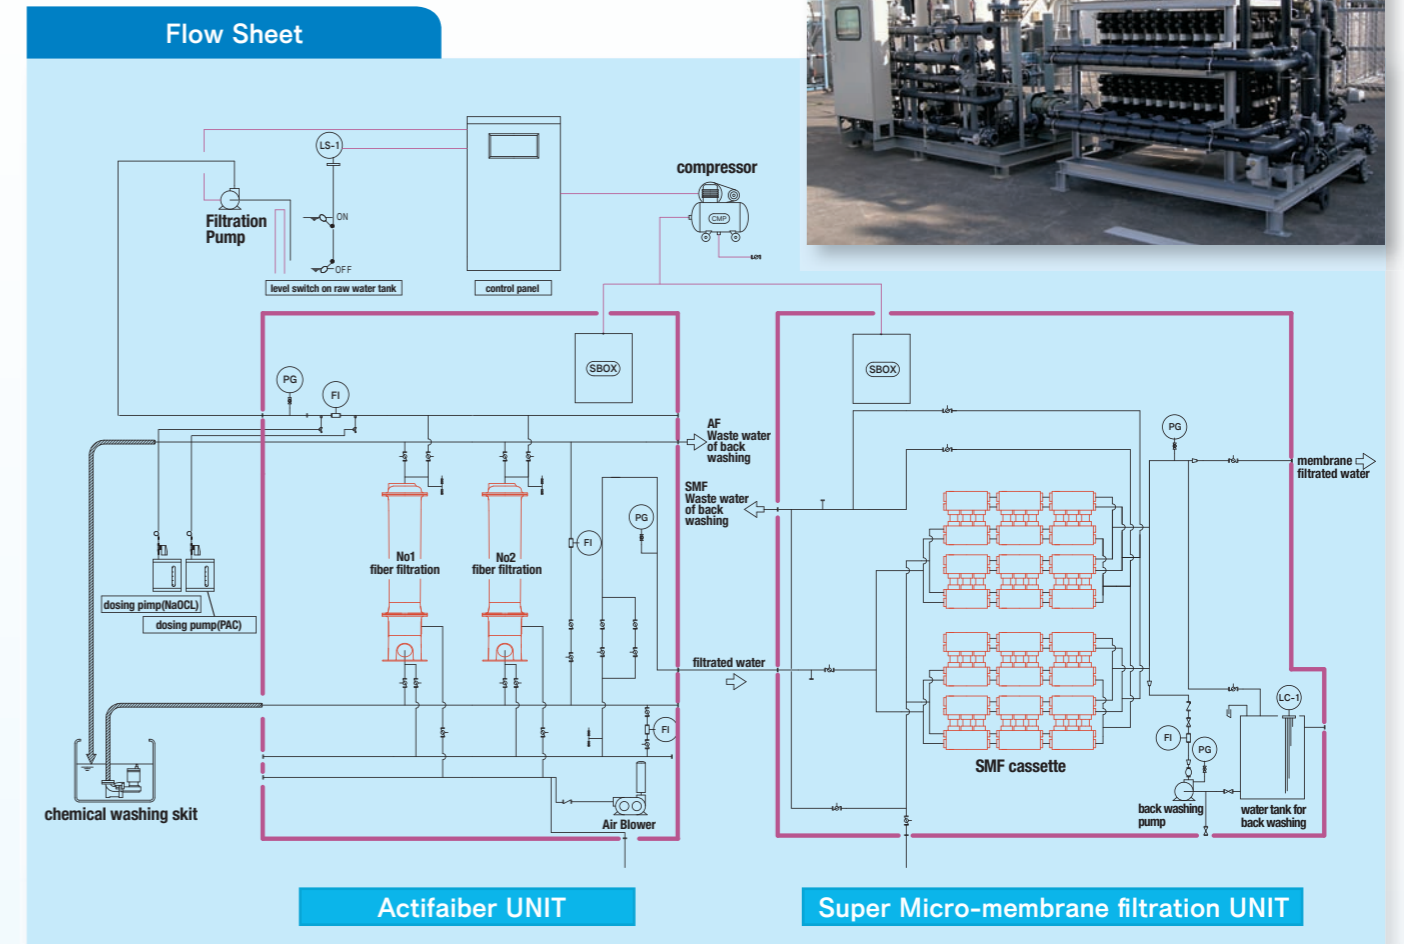 Flow Sheet
LS-1
compressor
CMP
Filtration
Pump
ON
OFF
level switch on raw water tank
control panel
SBOX
SBOX
PG
FI
AF
Waste water
of back
washing
PG
membrane
filtrated water
SMF
Waste water
of back
washing
PG
FI
No1
fiber filtration
No2
fiber filtration
dosing pimp(NaOCL)
dosing pump(PAC)
filtrated water
LC-1
FI
FI
PG
SMF cassette
chemical washing skit
Air Blower
back washing
pump
water tank for
back washing
Actifaiber UNIT
Super Micro-membrane filtration UNIT